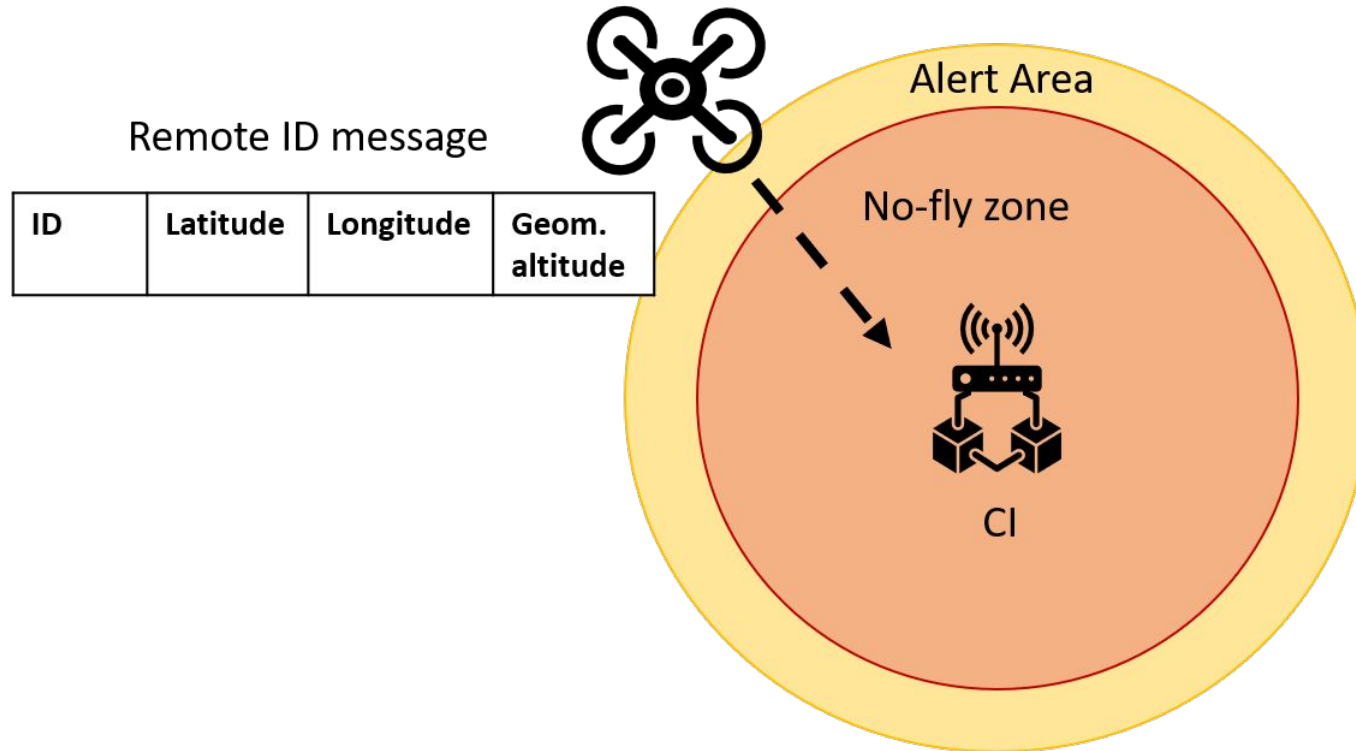 Alert Area
Remote ID message
No-fly zone
ID Latitude Longitude Geom.
altitude
CI